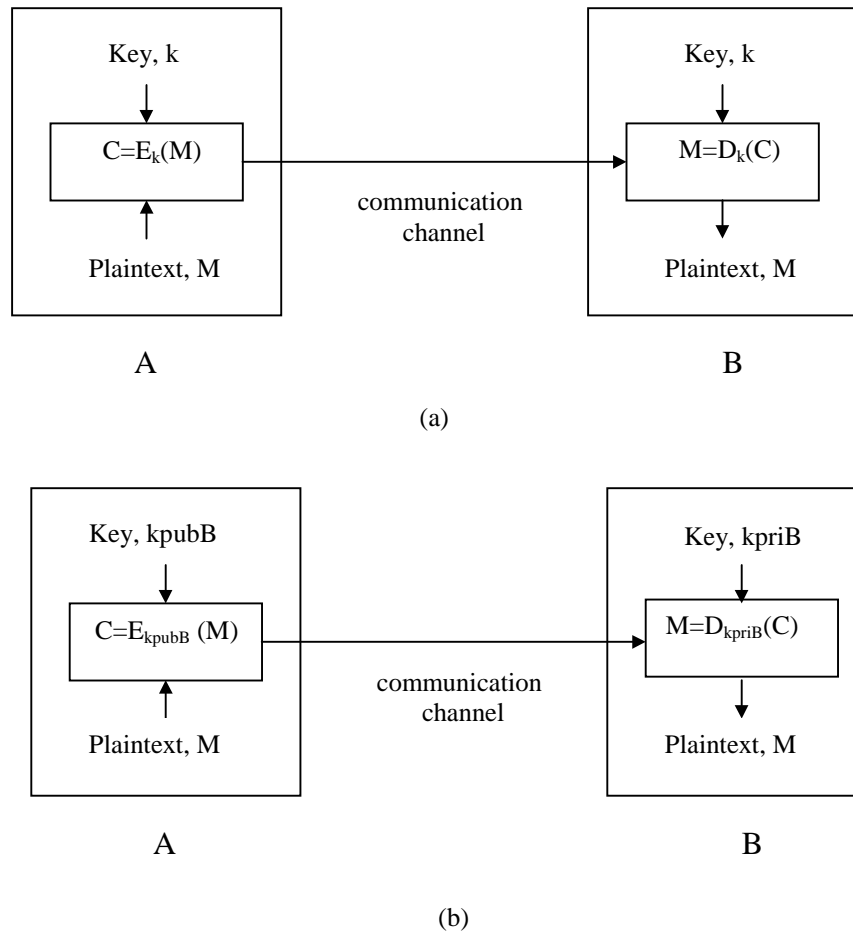 Key, k
Key, k
C=Ek(M)
M=Dk(C)
communication
channel
Plaintext, M
Plaintext, M
A
B
(a)
Key, kpubB
Key, kpriB
C=EkpubB (M)
M=DkpriB(C)
communication
channel
Plaintext, M
Plaintext, M
A
B
(b)